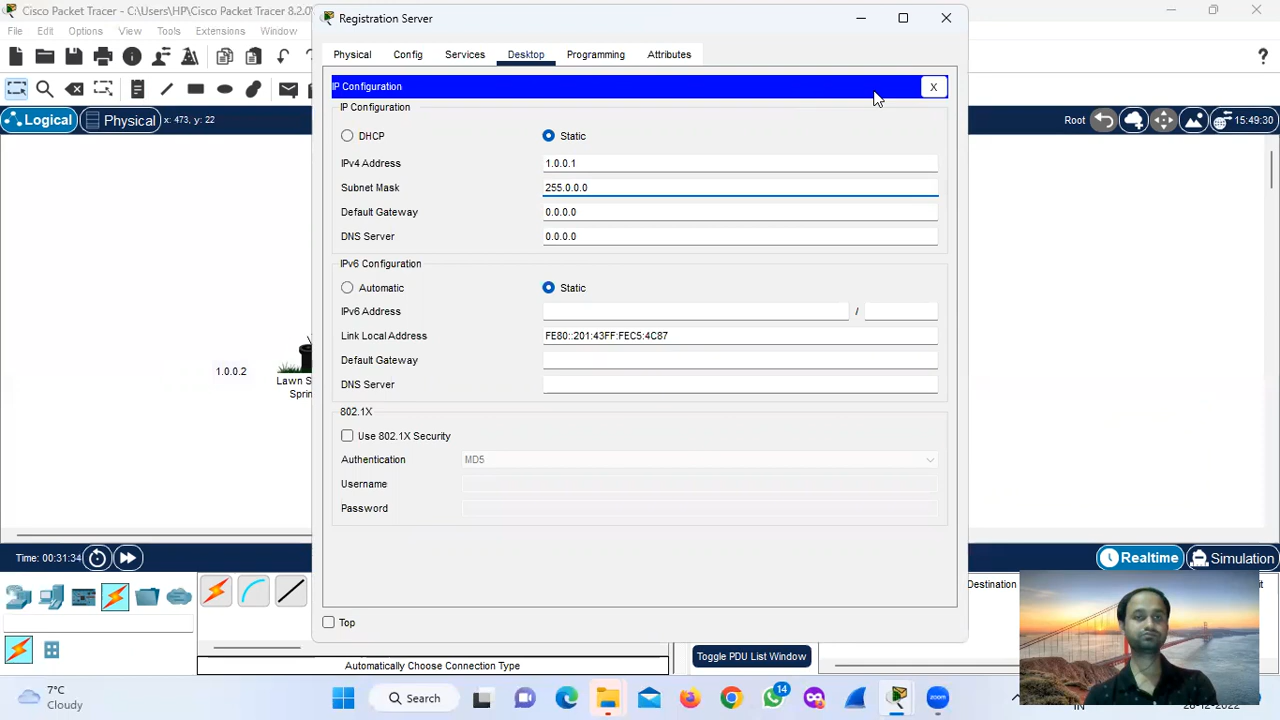 Cisco Packet Tracer - C:\Users\HP\Cisco Packet Tracer 8.2.0\
Registration Server
File Edit Options View Tools Extensions Window
Physical Config Services Desktop Programming Attributes
IP Configuration
X
Logical Physical x: 473, y: 22
Root 15:49:30
IP Configuration
DHCP Static
IPv4 Address 1.0.0.1
Subnet Mask 255.0.0.0
Default Gateway 0.0.0.0
DNS Server 0.0.0.0
IPv6 Configuration
Automatic Static
IPv6 Address /
Link Local Address FE80::201:43FF:FEC5:4C87
Default Gateway
DNS Server
1.0.0.2
Lawn S
Sprin
802.1X
Use 802.1X Security
Authentication MD5
Username
Password
Time: 00:31:34
Realtime Simulation
Destination
Top
Toggle PDU List Window
Automatically Choose Connection Type
7°C
Cloudy
Search
14
IN